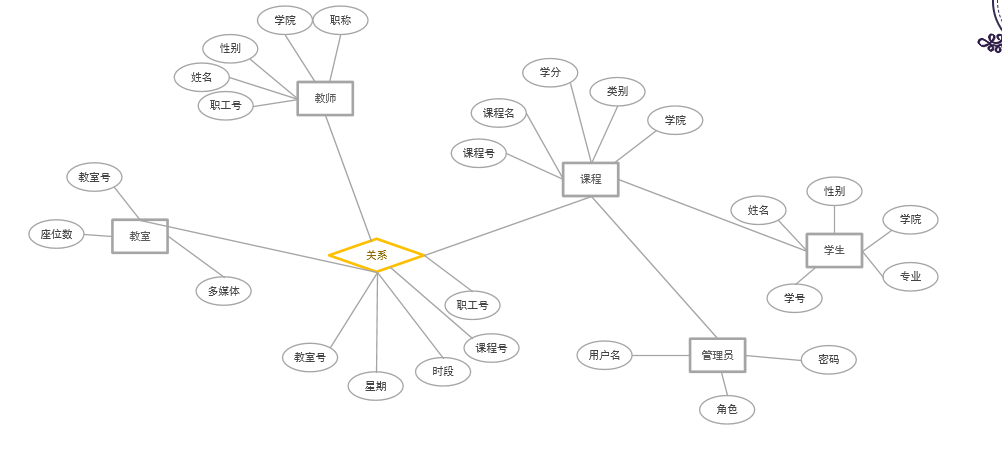 学院
职称
性别
姓名
职工号
教师
学分
类别
课程名
学院
课程号
课程
教室号
座位数
教室
多媒体
关系
职工号
课程号
时段
教室号
星期
性别
姓名
学院
学生
专业
学号
用户名
管理员
密码
角色